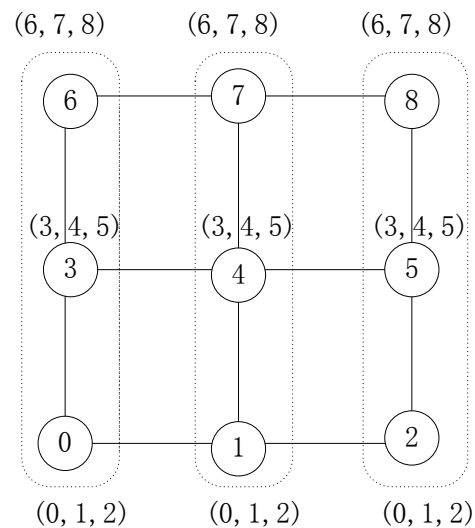 (6, 7, 8) (6, 7, 8) (6, 7, 8)
6 7 8
(3, 4, 5) (3, 4, 5) (3, 4, 5)
3 4 5
0 1 2
(0, 1, 2) (0, 1, 2) (0, 1, 2)